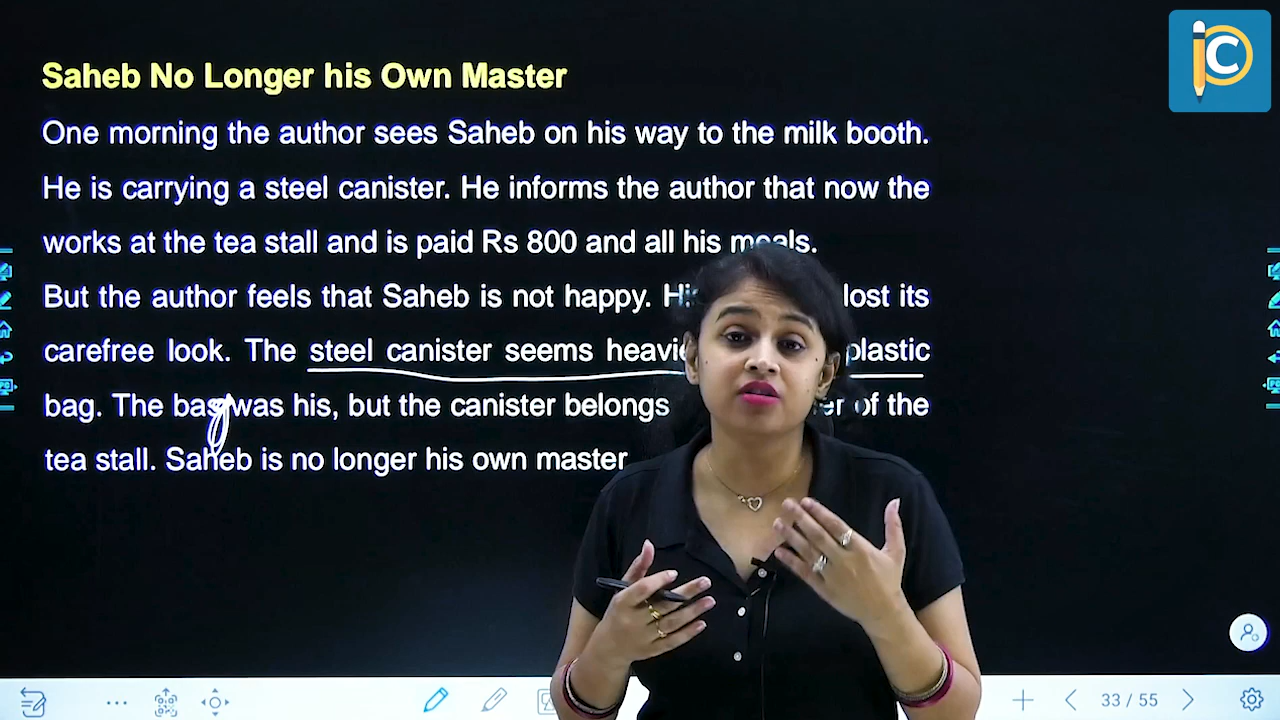 Saheb No Longer his Own Master
One morning the author sees Saheb on his way to the milk booth.
He is carrying a steel canister. He informs the author that now the
works at the tea stall and is paid Rs 800 and all his meals.
But the author feels that Saheb is not happy. lost its
carefree look. The steel canister seems plastic
bag. The bag was his, but the canister belongs of the
tea stall. Saheb is no longer his own master
33 / 55